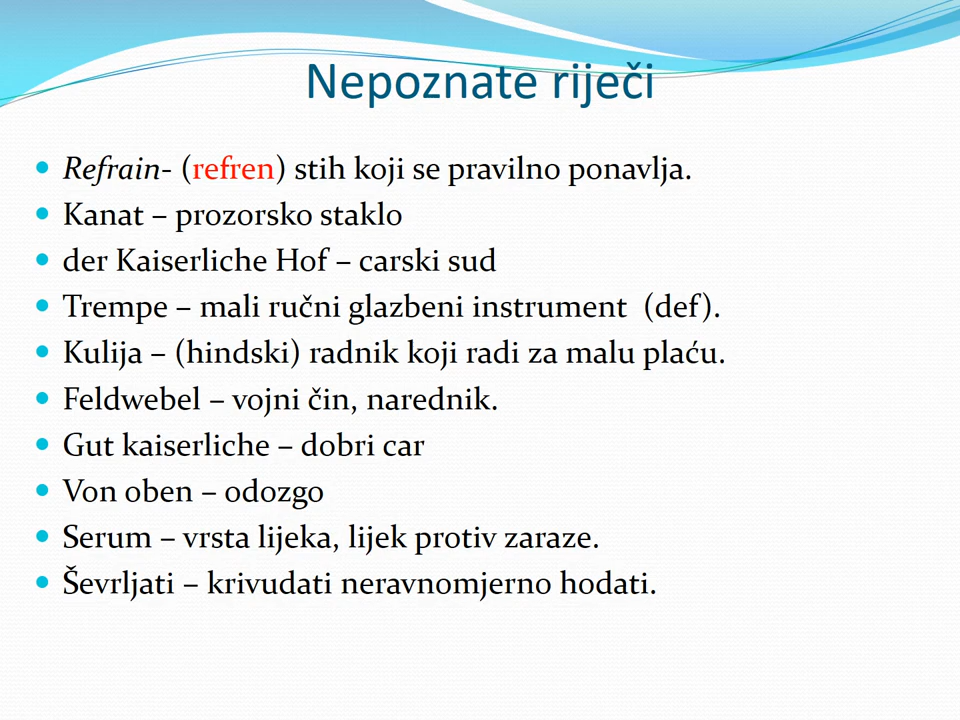 Nepoznate riječi
Refrain- (refren) stih koji se pravilno ponavlja.
Kanat – prozorsko staklo
der Kaiserliche Hof – carski sud
Trempe – mali ručni glazbeni instrument (def).
Kulija – (hindski) radnik koji radi za malu plaću.
Feldwebel – vojni čin, narednik.
Gut kaiserliche – dobri car
Von oben – odozgo
Serum – vrsta lijeka, lijek protiv zaraze.
Ševrljati – krivudati neravnomjerno hodati.